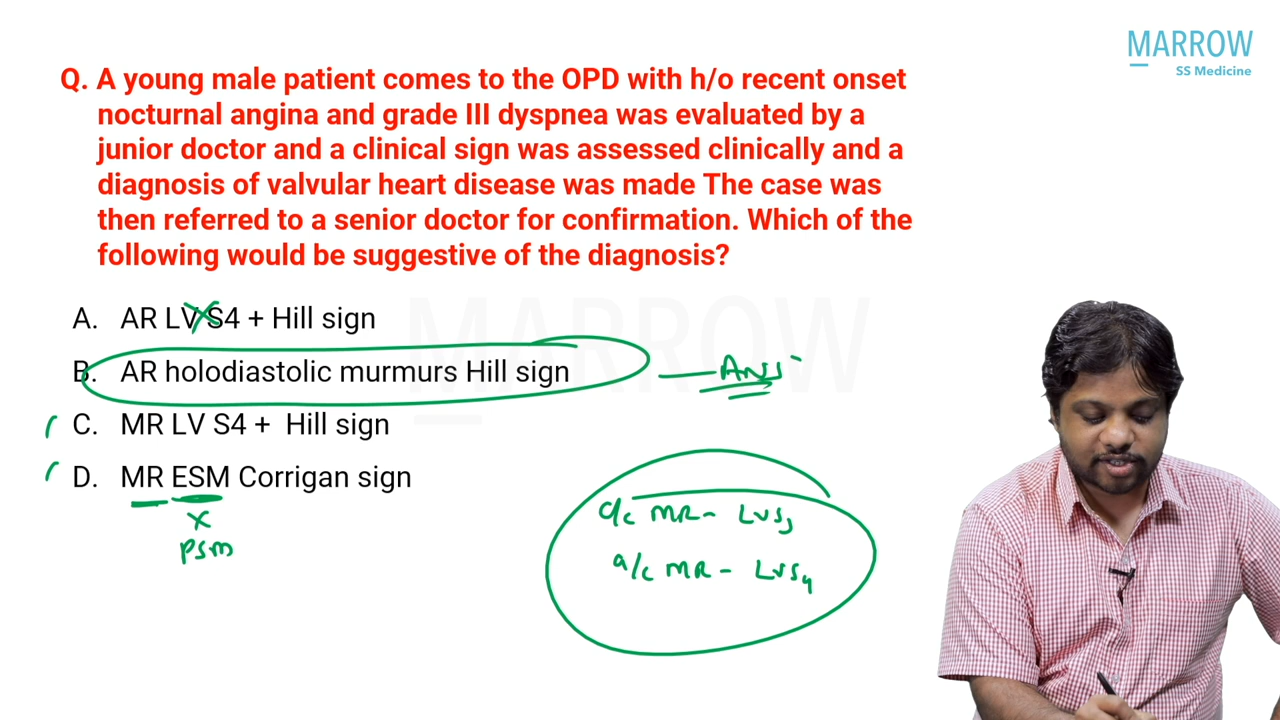 MARROW
SS Medicine
Q. A young male patient comes to the OPD with h/o recent onset
nocturnal angina and grade III dyspnea was evaluated by a
junior doctor and a clinical sign was assessed clinically and a
diagnosis of valvular heart disease was made The case was
then referred to a senior doctor for confirmation. Which of the
following would be suggestive of the diagnosis?
A. AR LV S4 + Hill sign
B. AR holodiastolic murmurs Hill sign
Ans
C. MR LV S4 + Hill sign
D. MR ESM Corrigan sign
x
PSM
c/c MR - LVS3
a/c MR - LVS4
MARROW